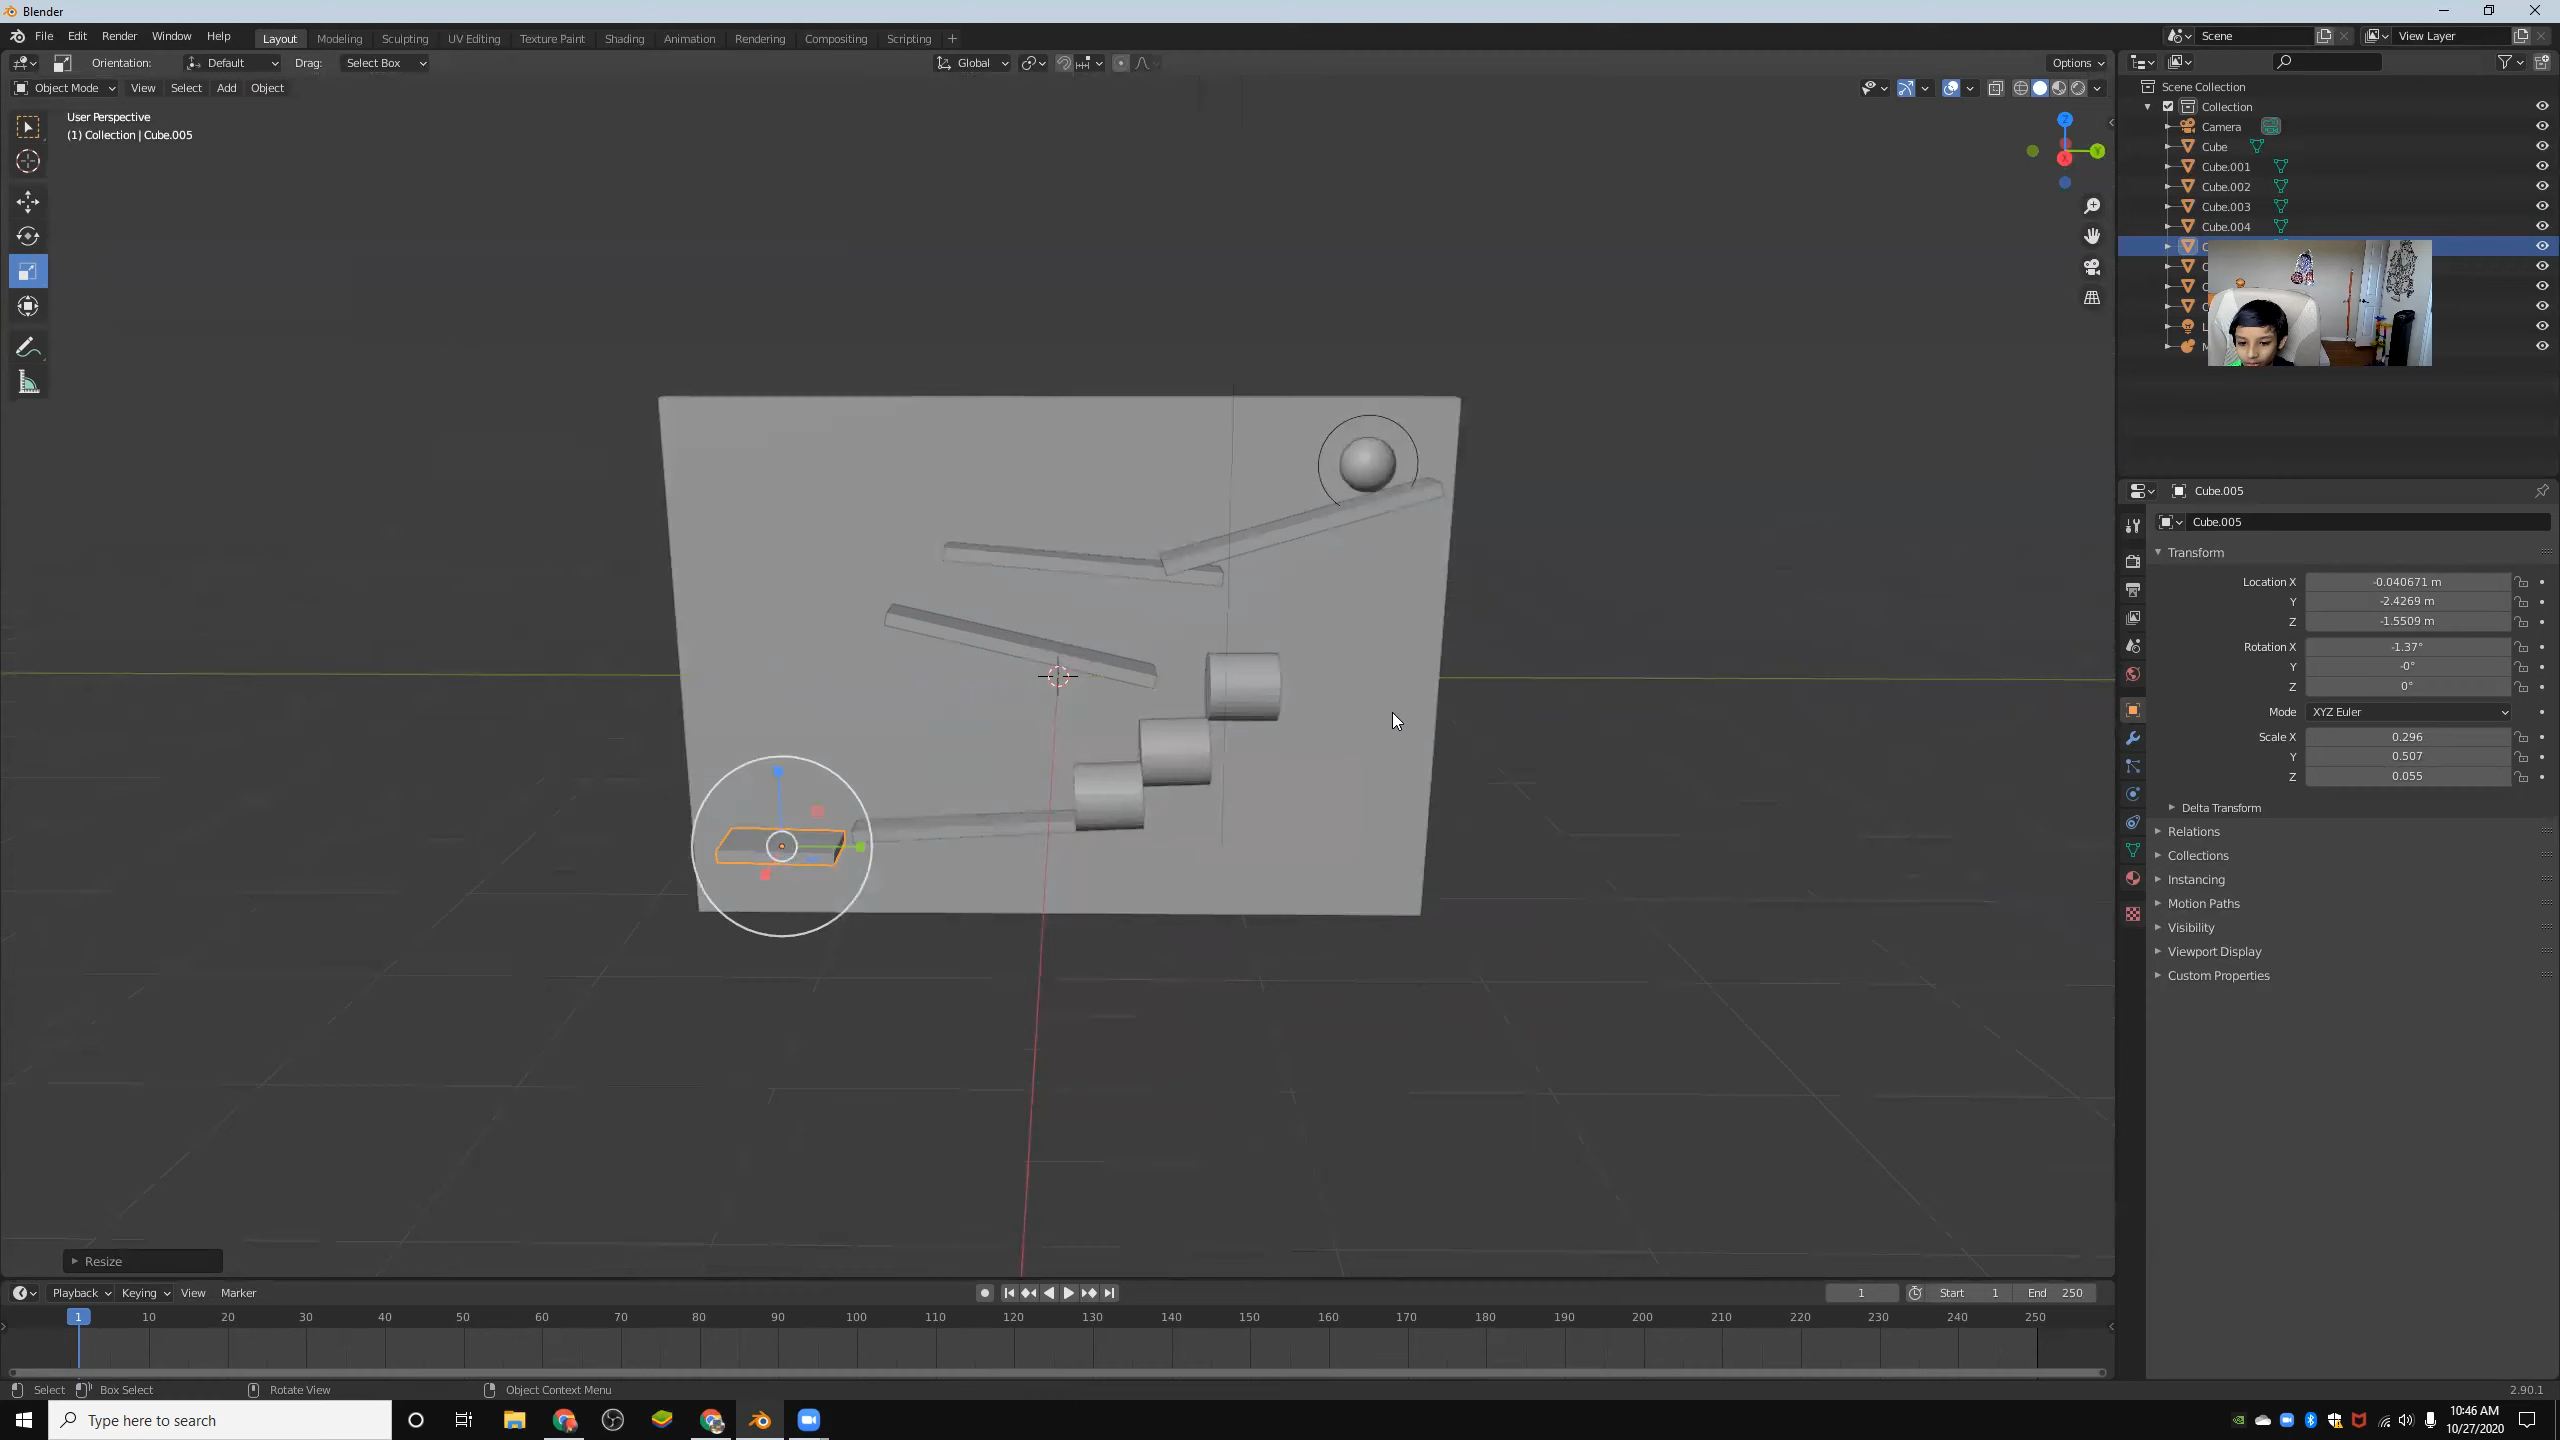 Blender
File Edit Render Window Help
Layout Modeling Sculpting UV Editing Texture Paint Shading Animation Rendering Compositing Scripting +
Scene
View Layer
Orientation: Default Drag: Select Box
Global
Options
Object Mode View Select Add Object
User Perspective
(1) Collection | Cube.005
Z
Y
X
Scene Collection
Collection
Camera
Cube
Cube.001
Cube.002
Cube.003
Cube.004
Cube.005
Cube.005
Transform
Location X -0.040671 m
Y -2.4269 m
Z -1.5509 m
Rotation X -1.37°
Y -0°
Z 0°
Mode XYZ Euler
Scale X 0.296
Y 0.507
Z 0.055
Delta Transform
Relations
Collections
Instancing
Motion Paths
Visibility
Viewport Display
Custom Properties
Resize
Playback Keying View Marker
1 Start 1 End 250
1 10 20 30 40 50 60 70 80 90 100 110 120 130 140 150 160 170 180 190 200 210 220 230 240 250
Select Box Select Rotate View Object Context Menu
2.90.1
Type here to search
10:46 AM
10/27/2020